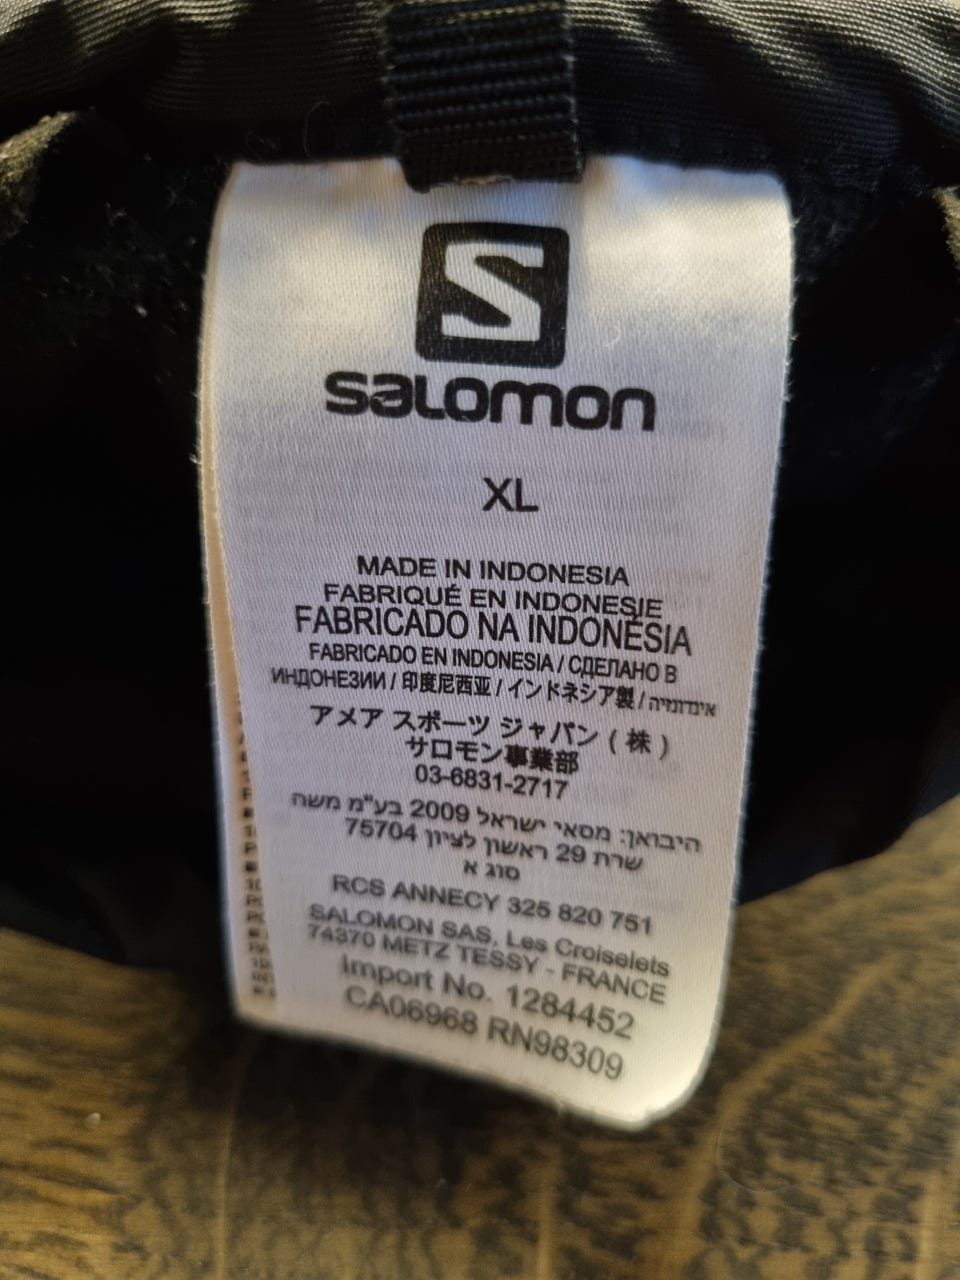 S
SALOMON
XL
MADE IN INDONESIA
FABRIQUÉ EN INDONESIE
FABRICADO NA INDONÉSIA
FABRICADO EN INDONESIA / СДЕЛАНО В
ИНДОНЕЗИИ / 印度尼西亚 / インドネシア製 / אינדונזיה
アメア スポーツ ジャパン ( 株 )
サロモン事業部
03-6831-2717
היבואן: מסאי ישראל 2009 בע"מ משה
שרת 29 ראשון לציון 75704
סוג א
RCS ANNECY 325 820 751
SALOMON SAS, Les Croiselets
74370 METZ TESSY - FRANCE
Import No. 1284452
CA06968 RN98309